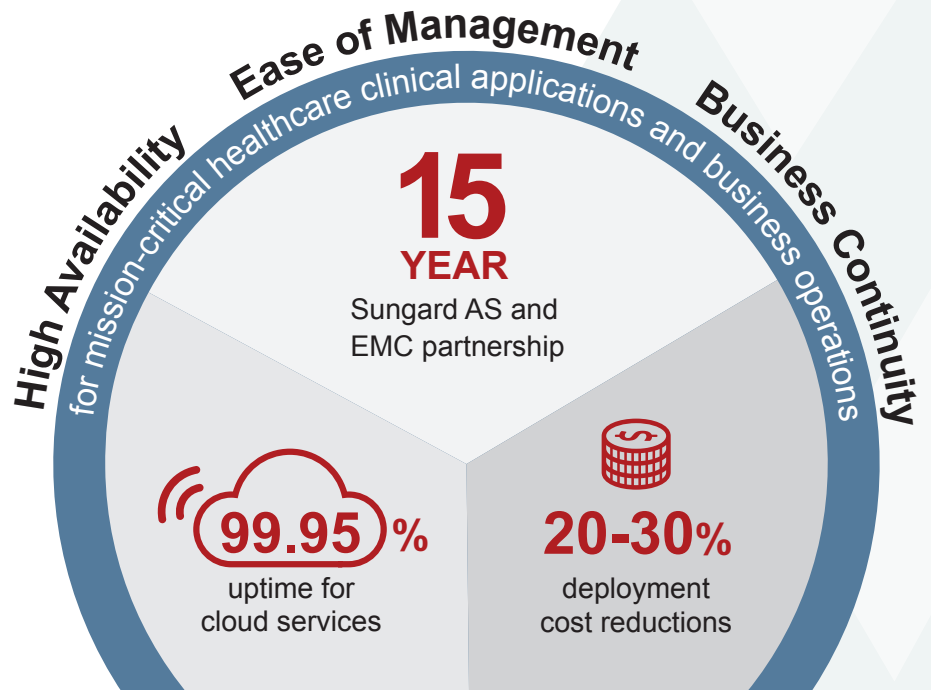 High Availability
Ease of Management
Business Continuity
for mission-critical healthcare clinical applications and business operations
15
YEAR
Sungard AS and
EMC partnership
99.95%
uptime for
cloud services
$
20-30%
deployment
cost reductions